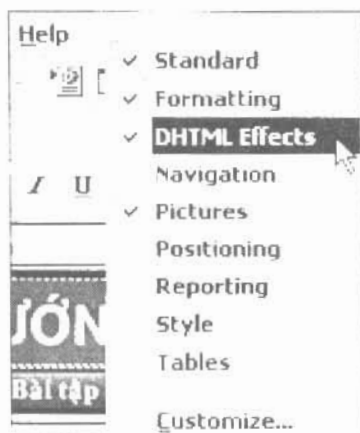 Help
Standard
Formatting
DHTML Effects
I U
Navigation
Pictures
Positioning
Reporting
ƯỚN
Style
Tables
Bài tập
Customize...